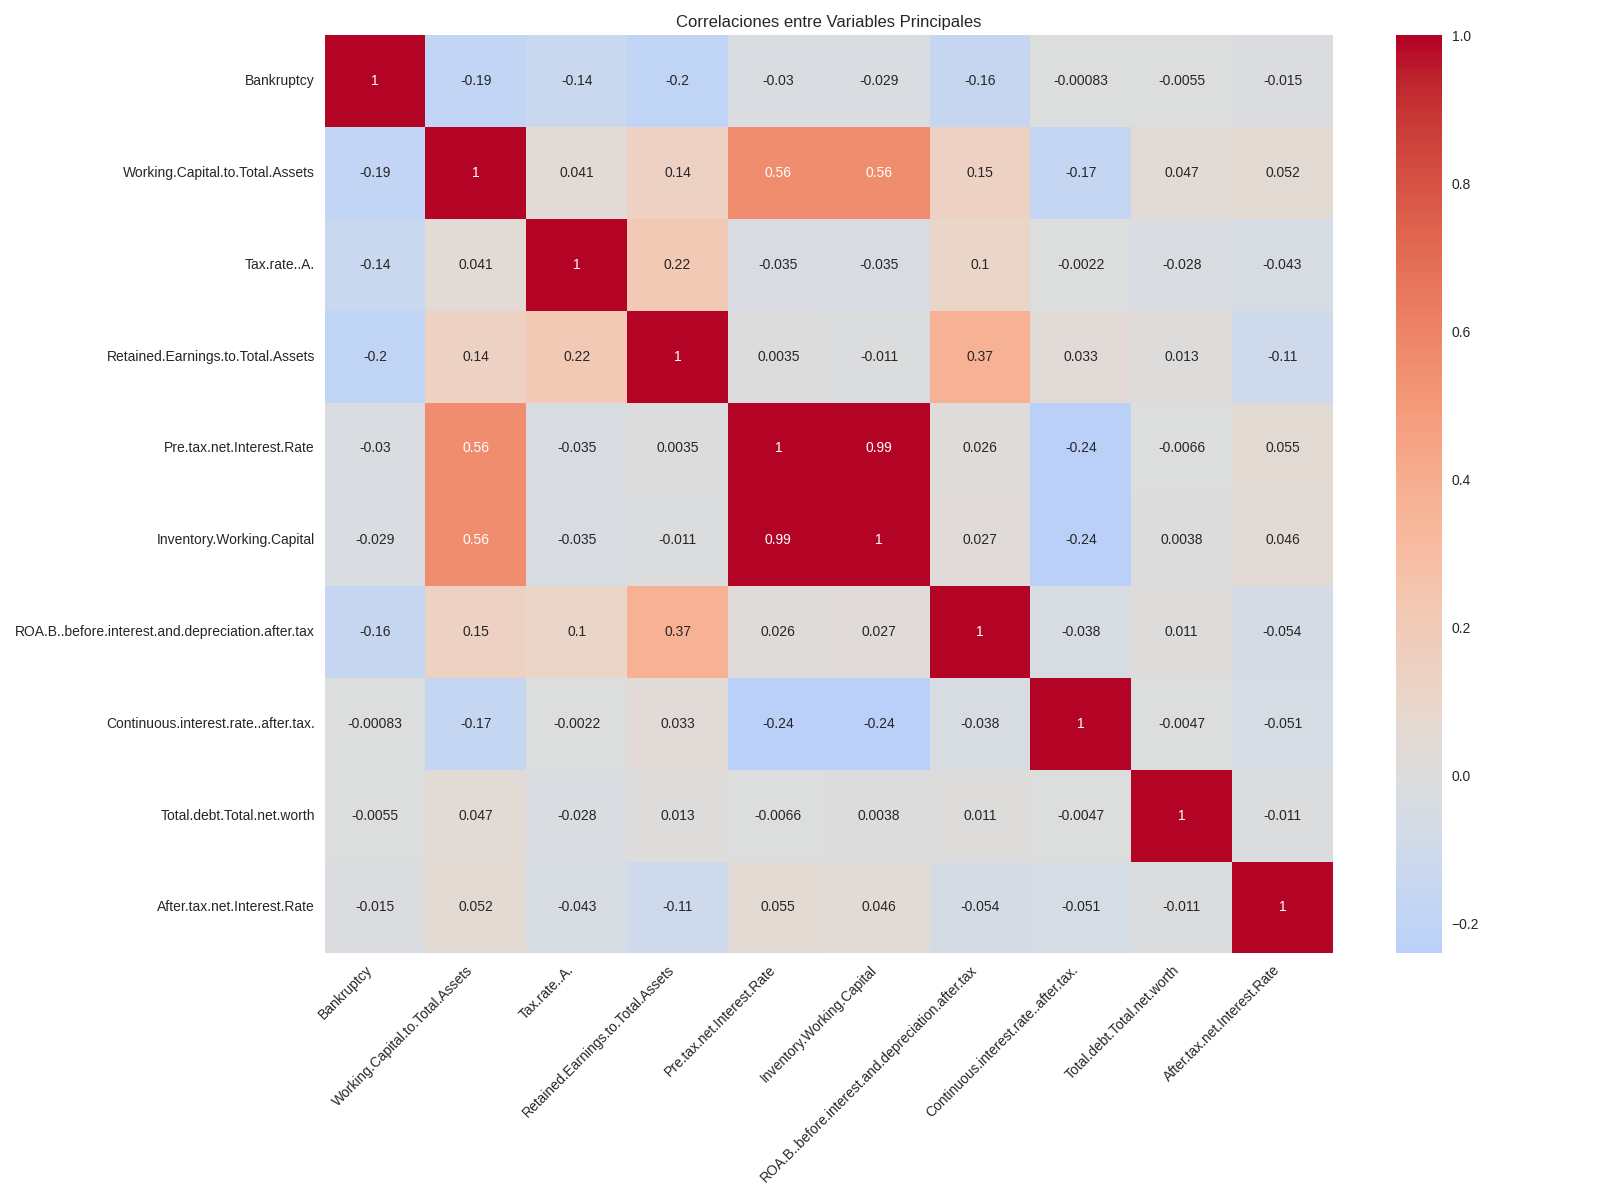 Correlaciones entre Variables Principales
Bankruptcy 1 -0.19 -0.14 -0.2 -0.03 -0.029 -0.16 -0.00083 -0.0055 -0.015
Working.Capital.to.Total.Assets -0.19 1 0.041 0.14 0.56 0.56 0.15 -0.17 0.047 0.052
Tax.rate..A. -0.14 0.041 1 0.22 -0.035 -0.035 0.1 -0.0022 -0.028 -0.043
Retained.Earnings.to.Total.Assets -0.2 0.14 0.22 1 0.0035 -0.011 0.37 0.033 0.013 -0.11
Pre.tax.net.Interest.Rate -0.03 0.56 -0.035 0.0035 1 0.99 0.026 -0.24 -0.0066 0.055
Inventory.Working.Capital -0.029 0.56 -0.035 -0.011 0.99 1 0.027 -0.24 0.0038 0.046
ROA.B..before.interest.and.depreciation.after.tax -0.16 0.15 0.1 0.37 0.026 0.027 1 -0.038 0.011 -0.054
Continuous.interest.rate..after.tax. -0.00083 -0.17 -0.0022 0.033 -0.24 -0.24 -0.038 1 -0.0047 -0.051
Total.debt.Total.net.worth -0.0055 0.047 -0.028 0.013 -0.0066 0.0038 0.011 -0.0047 1 -0.011
After.tax.net.Interest.Rate -0.015 0.052 -0.043 -0.11 0.055 0.046 -0.054 -0.051 -0.011 1
Bankruptcy
Working.Capital.to.Total.Assets
Tax.rate..A.
Retained.Earnings.to.Total.Assets
Pre.tax.net.Interest.Rate
Inventory.Working.Capital
ROA.B..before.interest.and.depreciation.after.tax
Continuous.interest.rate..after.tax.
Total.debt.Total.net.worth
After.tax.net.Interest.Rate
1.0
0.8
0.6
0.4
0.2
0.0
−0.2